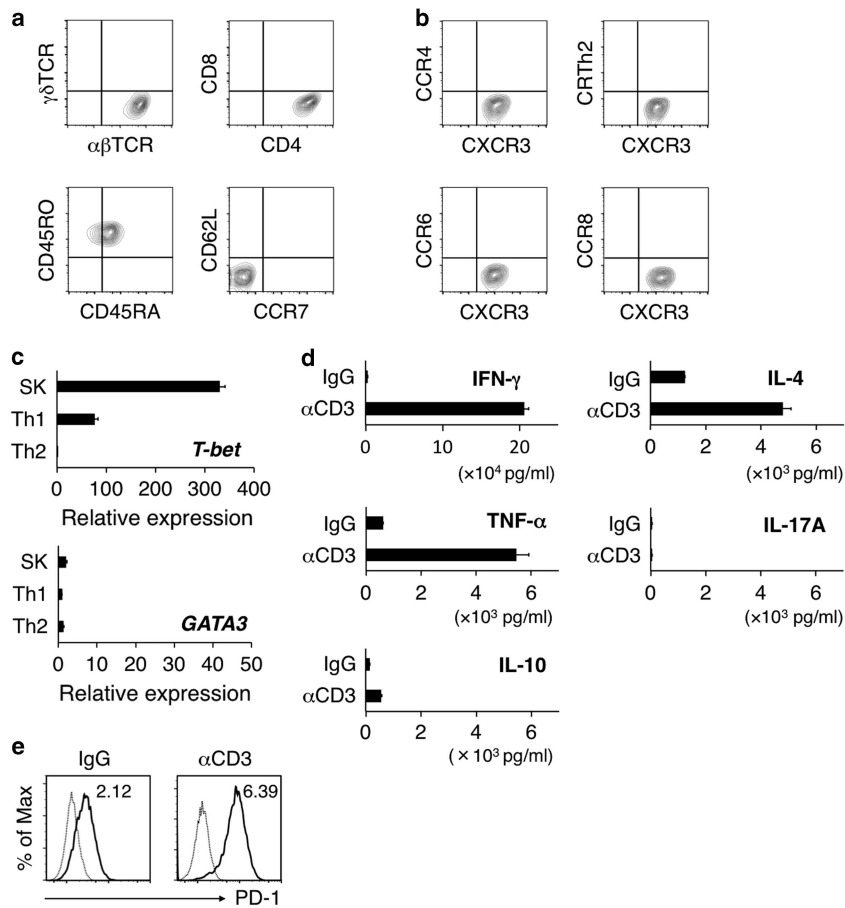 a
γδTCR
αβTCR
CD8
CD4
CD45RO
CD45RA
CD62L
CCR7
b
CCR4
CXCR3
CRTh2
CXCR3
CCR6
CXCR3
CCR8
CXCR3
c
SK
Th1
Th2
T-bet
0 100 200 300 400
Relative expression
SK
Th1
Th2
GATA3
0 10 20 30 40 50
Relative expression
d
IgG
αCD3
IFN-γ
0 10 20
(×10⁴ pg/ml)
IgG
αCD3
IL-4
0 2 4 6
(×10³ pg/ml)
IgG
αCD3
TNF-α
0 2 4 6
(×10³ pg/ml)
IgG
αCD3
IL-17A
0 2 4 6
(×10³ pg/ml)
IgG
αCD3
IL-10
0 2 4 6
(×10³ pg/ml)
e
IgG
2.12
αCD3
6.39
% of Max
PD-1